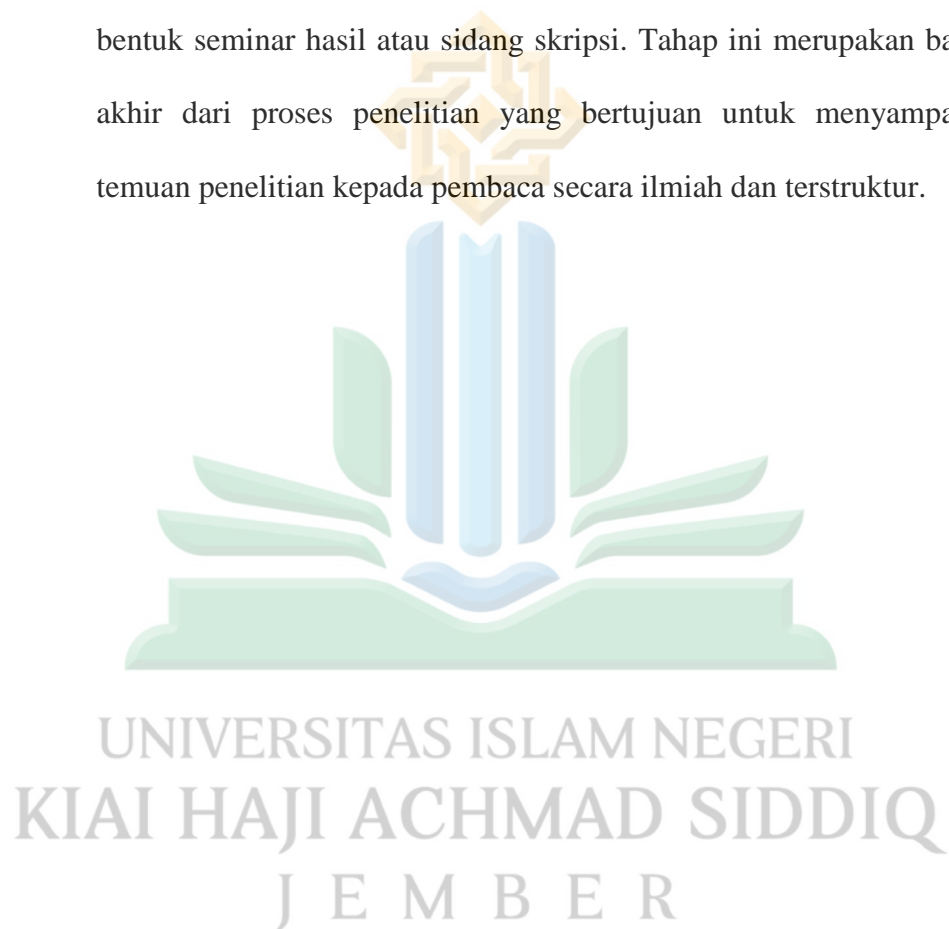 bentuk seminar hasil atau sidang skripsi. Tahap ini merupakan
akhir dari proses penelitian yang bertujuan untuk
temuan penelitian kepada pembaca secara ilmiah dan terstruktur.
UNIVERSITAS ISLAM NEGERI
KIAI HAJI ACHMAD SIDDIQ
JEMBER